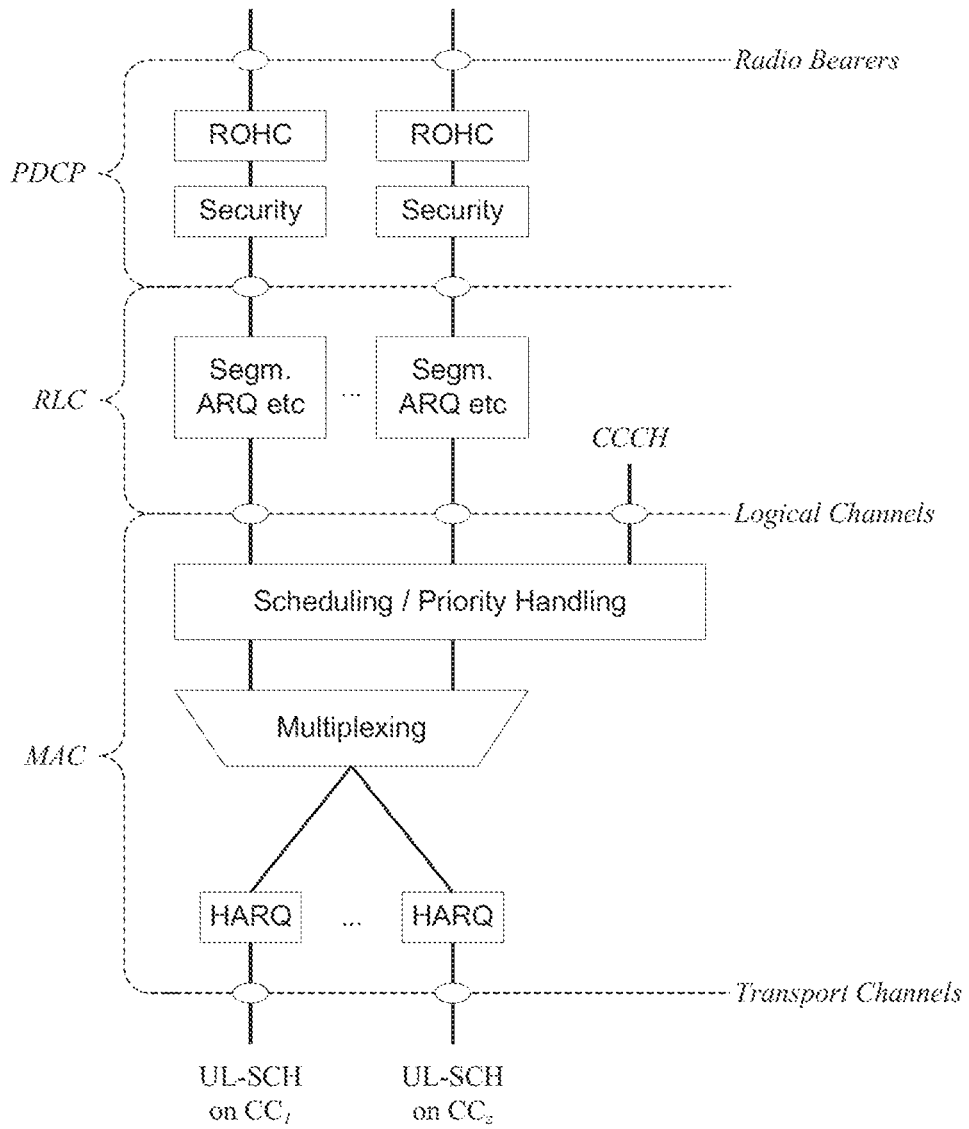 Radio Bearers
ROHC ROHC
PDCP
Security Security
Segm. ARQ etc ... Segm. ARQ etc
RLC
CCCH
Logical Channels
Scheduling / Priority Handling
Multiplexing
MAC
HARQ ... HARQ
Transport Channels
UL-SCH UL-SCH
on CC1 on CCz